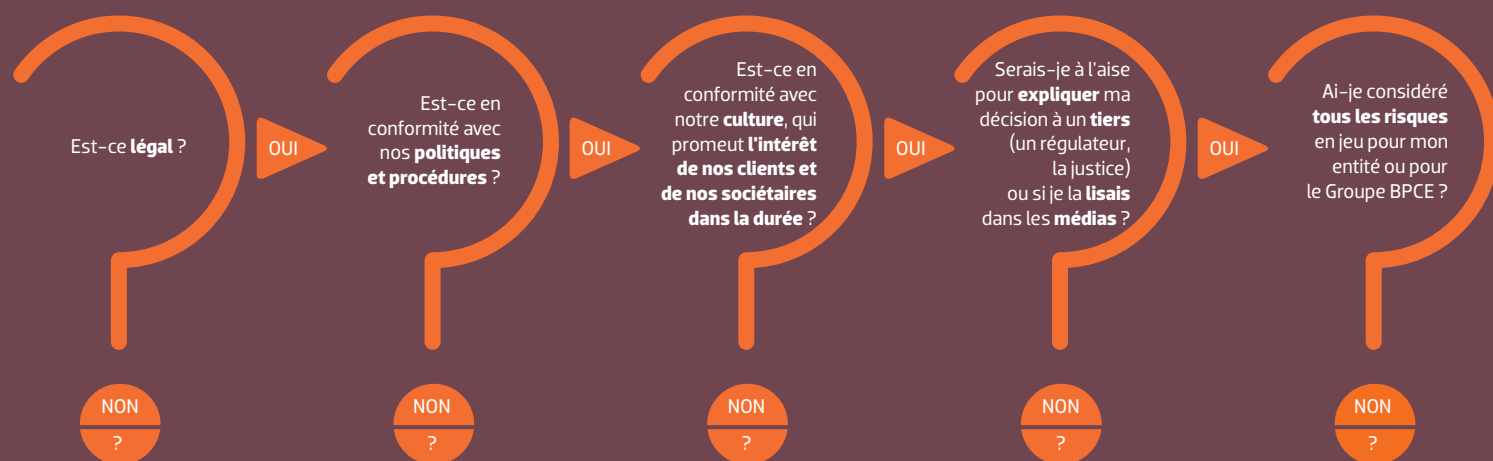 Est-ce légal ?
OUI
Est-ce en
conformité avec
nos politiques
et procédures ?
OUI
Est-ce en
conformité avec
notre culture, qui
promeut l'intérêt
de nos clients et
de nos sociétaires
dans la durée ?
OUI
Serais-je à l'aise
pour expliquer ma
décision à un tiers
(un régulateur,
la justice)
ou si je la lisais
dans les médias ?
OUI
Ai-je considéré
tous les risques
en jeu pour mon
entité ou pour
le Groupe BPCE ?
NON
?
NON
?
NON
?
NON
?
NON
?